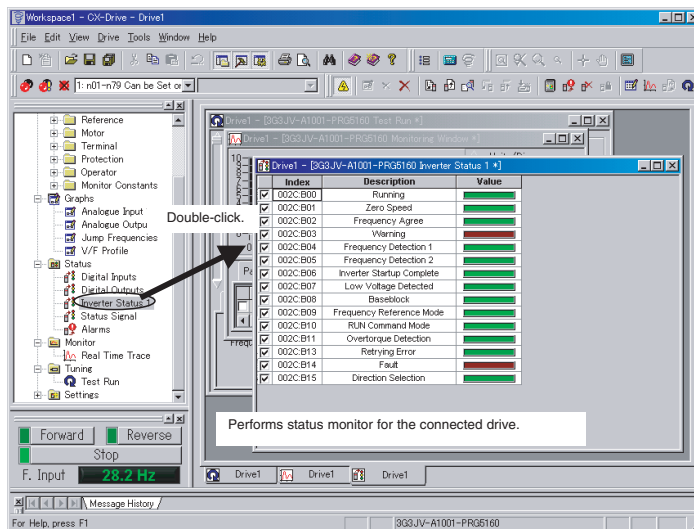 Workspace1 - CX-Drive - Drive1
File Edit View Drive Tools Window Help
1: n01-n79 Can be Set or
Reference
Motor
Terminal
Protection
Operator
Monitor Constants
Graphs
Analogue Input
Analogue Outpu
Jump Frequencies
V/F Profile
Status
Digital Inputs
Digital Outputs
Inverter Status 1
Status Signal
Alarms
Monitor
Real Time Trace
Tuning
Test Run
Settings
Double-click.
Forward
Reverse
Stop
F. Input 28.2 Hz
Drive1 - [3G3JV-A1001-PRG5160 Test Run *]
Drive1 - [3G3JV-A1001-PRG5160 Monitoring Window *]
Drive1 - [3G3JV-A1001-PRG5160 Inverter Status 1 *]
Index Description Value
002C:B00 Running
002C:B01 Zero Speed
002C:B02 Frequency Agree
002C:B03 Warning
002C:B04 Frequency Detection 1
002C:B05 Frequency Detection 2
002C:B06 Inverter Startup Complete
002C:B07 Low Voltage Detected
002C:B08 Baseblock
002C:B09 Frequency Reference Mode
002C:B10 RUN Command Mode
002C:B11 Overtorque Detection
002C:B13 Retrying Error
002C:B14 Fault
002C:B15 Direction Selection
Performs status monitor for the connected drive.
Drive1
Drive1
Drive1
Message History
For Help, press F1
3G3JV-A1001-PRG5160